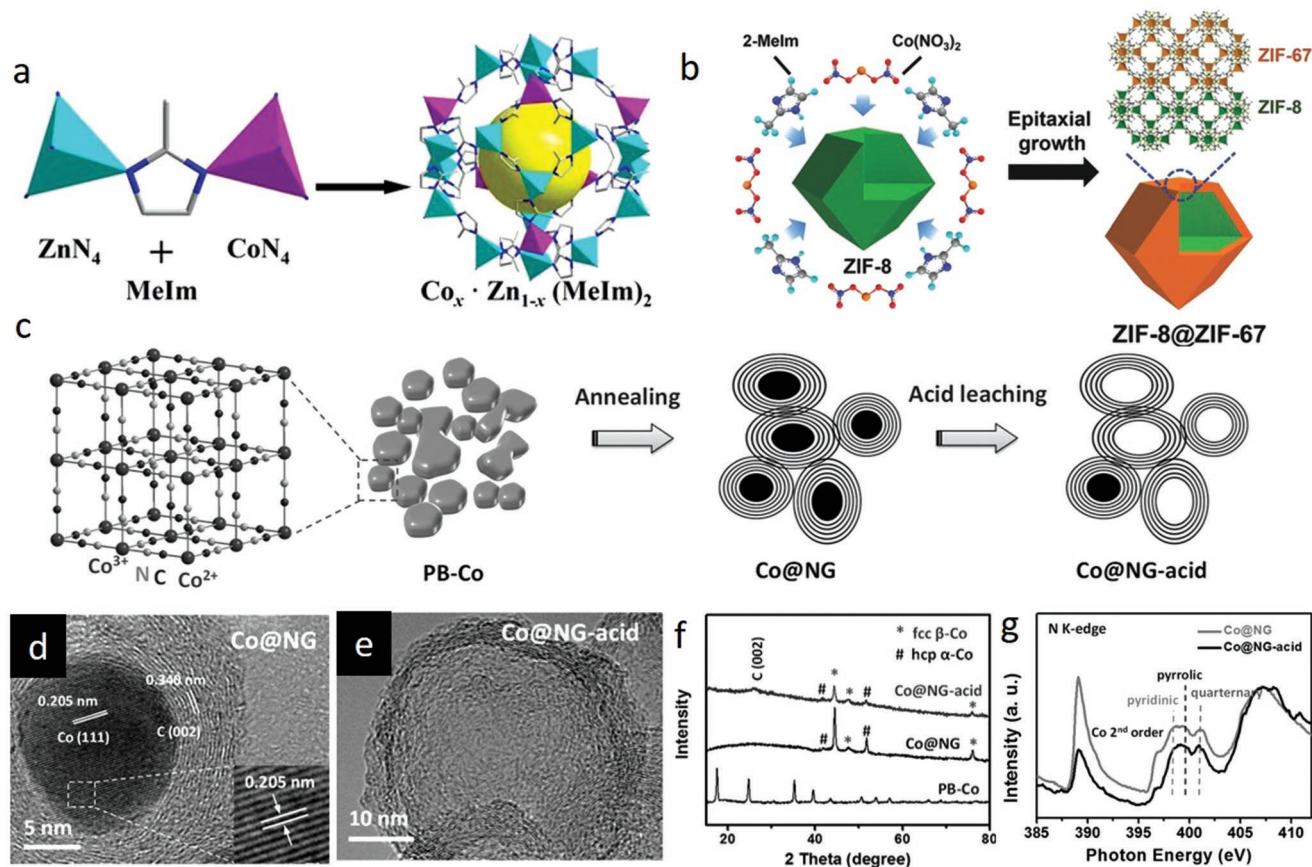 a
ZnN4
+
CoN4
MeIm
Cox · Zn1-x (MeIm)2
b
2-MeIm
Co(NO3)2
ZIF-8
Epitaxial
growth
ZIF-67
ZIF-8
ZIF-8@ZIF-67
c
Co3+
N
C
Co2+
PB-Co
Annealing
Co@NG
Acid leaching
Co@NG-acid
d
Co@NG
0.205 nm
Co (111)
0.348 nm
C (002)
0.205 nm
5 nm
e
Co@NG-acid
10 nm
f
* fcc β-Co
# hcp α-Co
C (002)
# * * # *
Co@NG-acid
# * # *
Co@NG
PB-Co
Intensity
20 40 60 80
2 Theta (degree)
g
N K-edge
Co@NG
Co@NG-acid
pyrrolic
pyridinic
quarternary
Co 2nd order
Intensity (a. u.)
385 390 395 400 405 410
Photon Energy (eV)